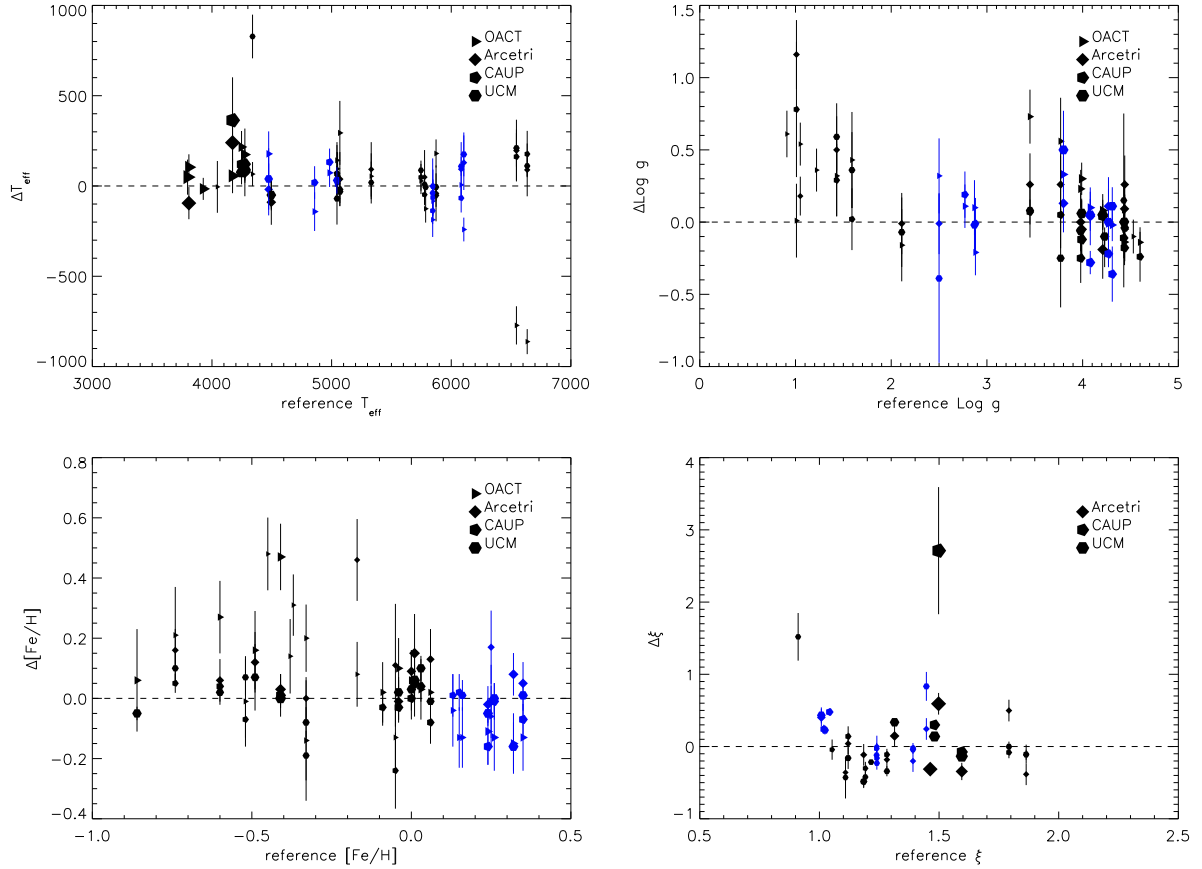 1000
500
0
−500
−1000
3000
4000
5000
6000
7000
ΔT_eff
reference T_eff
OACT
Arcetri
CAUP
UCM
1.5
1.0
0.5
0.0
−0.5
−1.0
0
1
2
3
4
5
ΔLog g
reference Log g
OACT
Arcetri
CAUP
UCM
0.8
0.6
0.4
0.2
0.0
−0.2
−0.4
−1.0
−0.5
0.0
0.5
Δ[Fe/H]
reference [Fe/H]
OACT
Arcetri
CAUP
UCM
4
3
2
1
0
−1
0.5
1.0
1.5
2.0
2.5
Δξ
reference ξ
Arcetri
CAUP
UCM